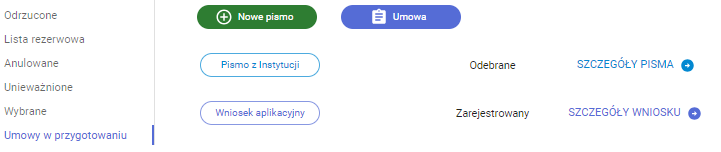 Odrzucone
Lista rezerwowa
Anulowane
Unieważnione
Wybrane
Umowy w przygotowaniu
Nowe pismo Umowa
Pismo z Instytucji Odebrane SZCZEGÓŁY PISMA
Wniosek aplikacyjny Zarejestrowany SZCZEGÓŁY WNIOSKU